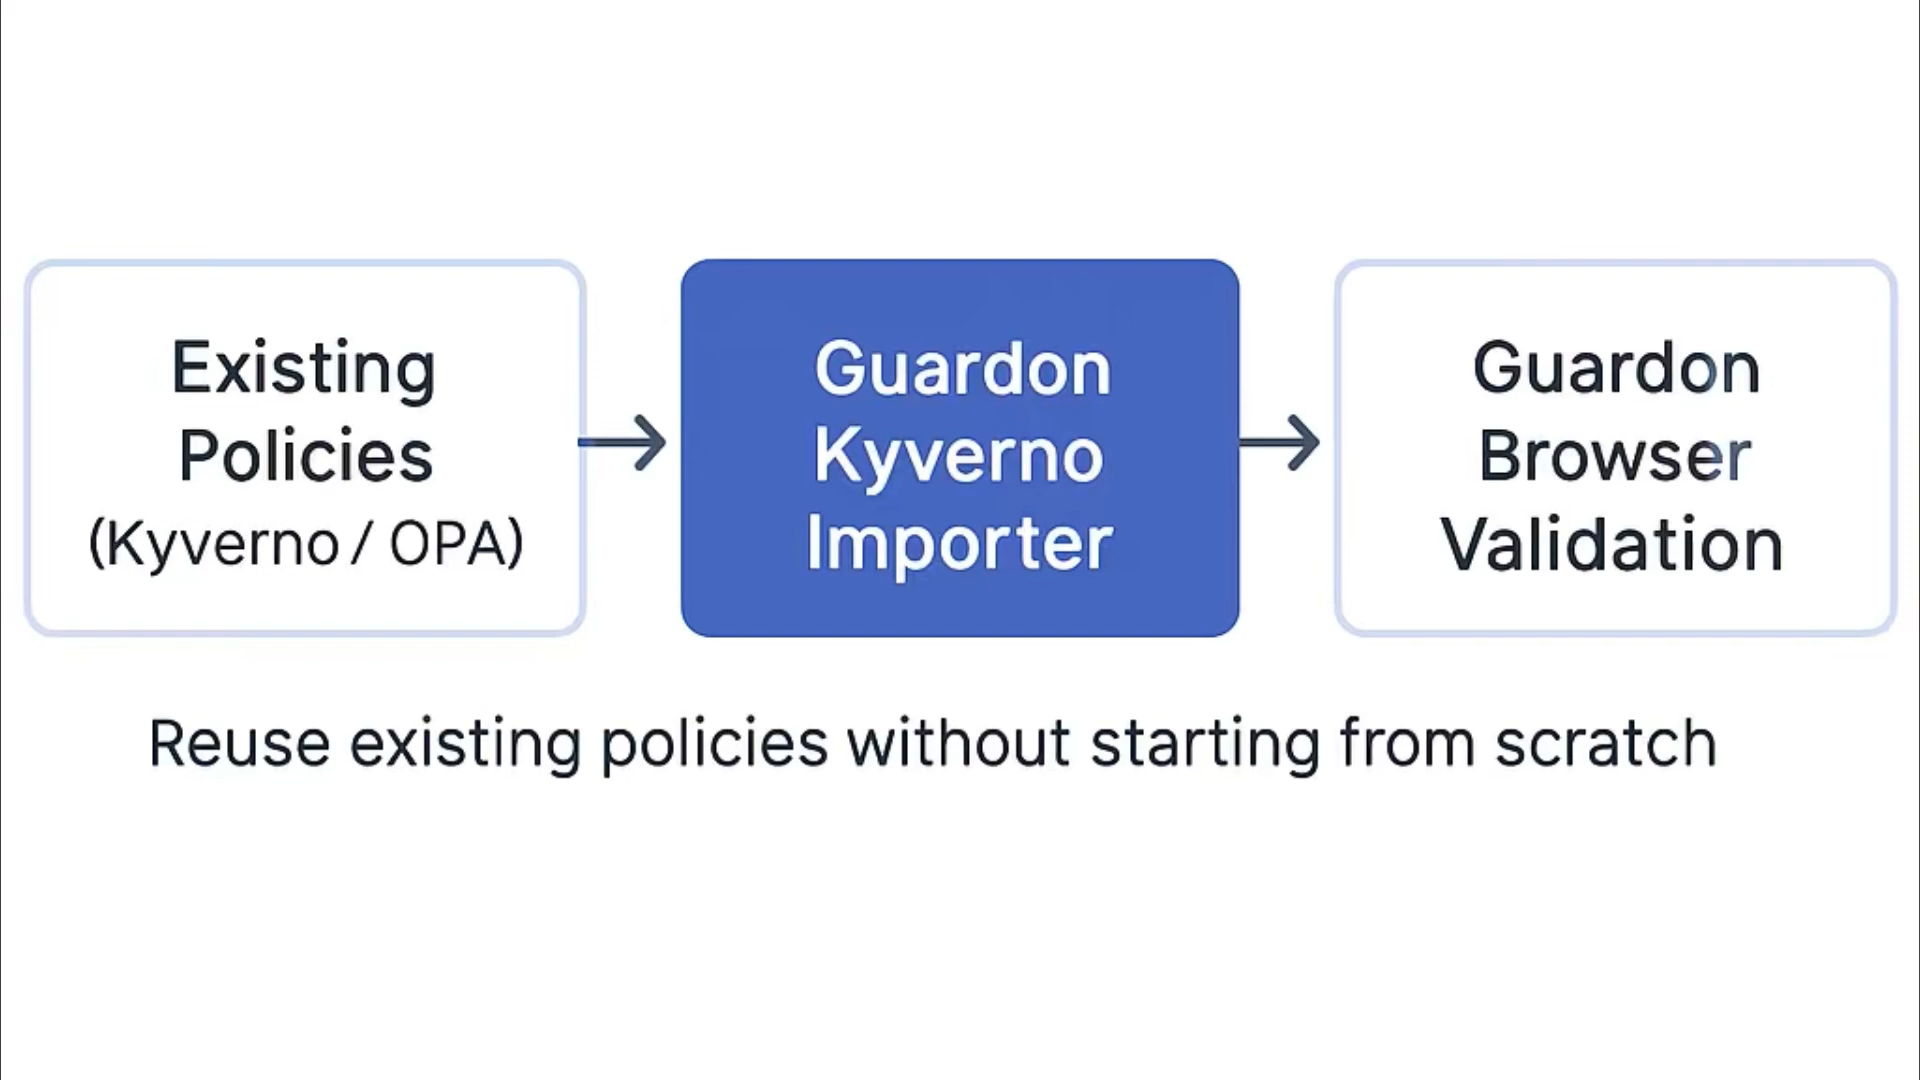 Existing
Policies
(Kyverno / OPA)
Guardon
Kyverno
Importer
Guardon
Browser
Validation
Reuse existing policies without starting from scratch